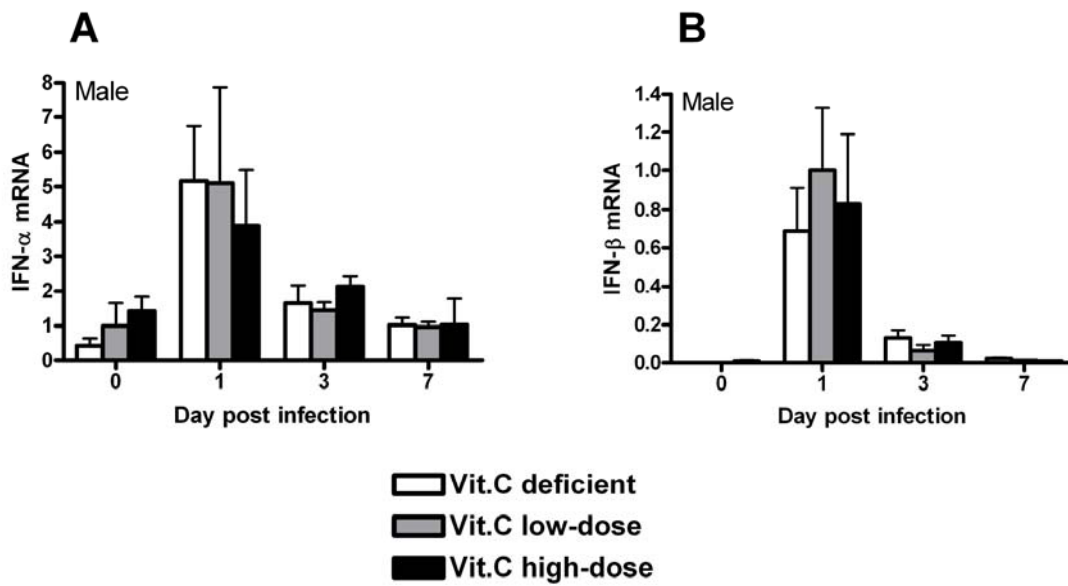 A
Male
IFN-α mRNA
8
7
6
5
4
3
2
1
0
0 1 3 7
Day post infection
B
Male
IFN-β mRNA
1.4
1.2
1.0
0.8
0.6
0.4
0.2
0.0
0 1 3 7
Day post infection
Vit.C deficient
Vit.C low-dose
Vit.C high-dose